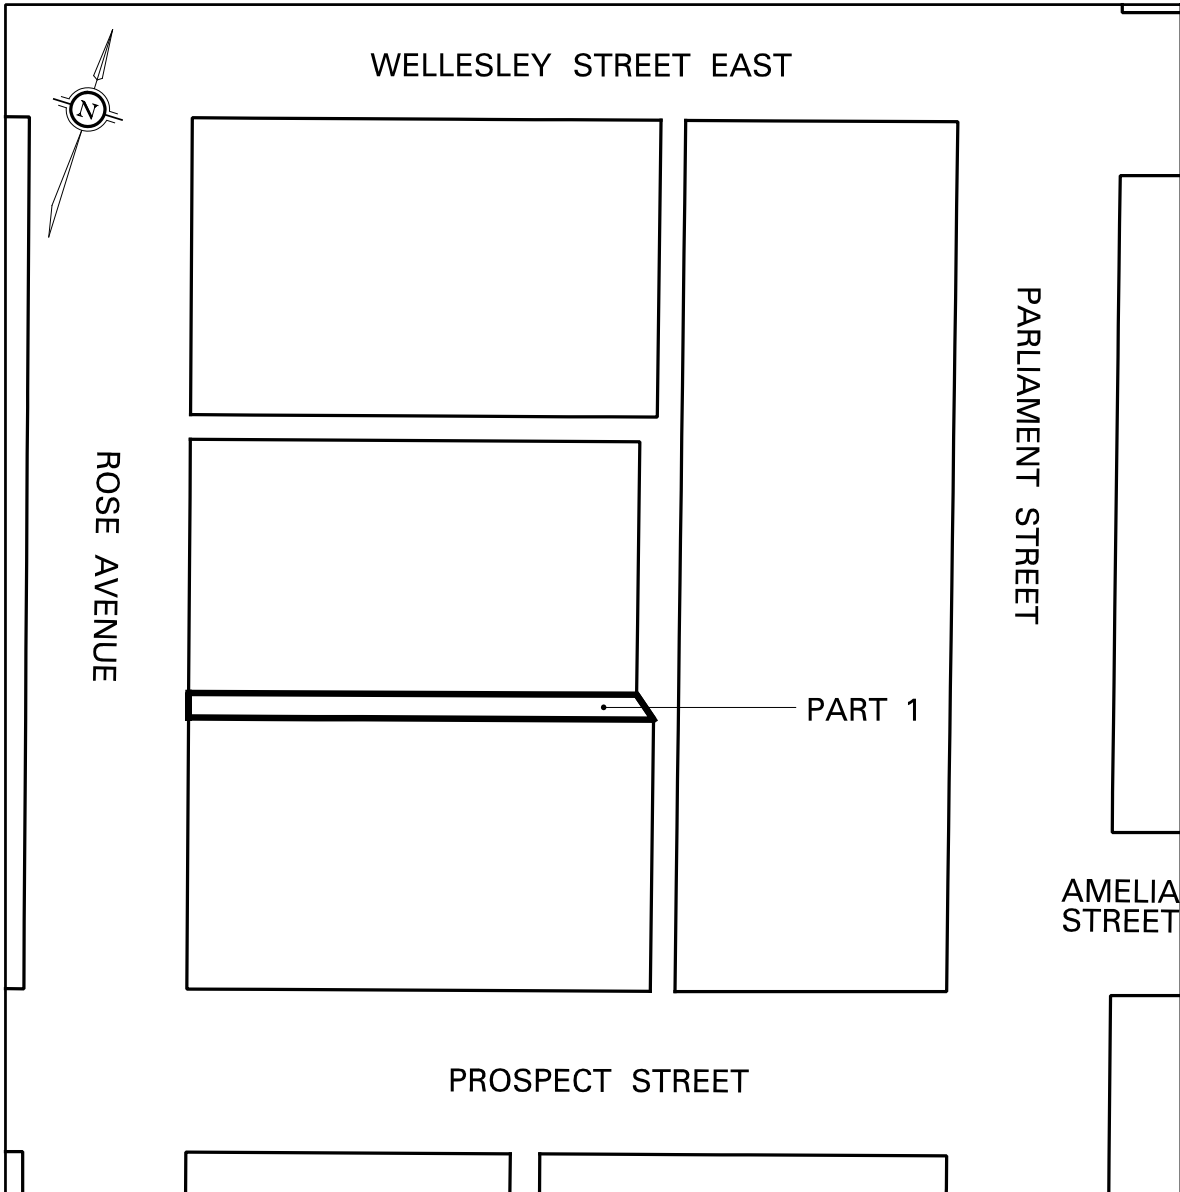 WELLESLEY STREET EAST
N
PARLIAMENT STREET
ROSE AVENUE
PART 1
AMELIA
STREET
PROSPECT STREET